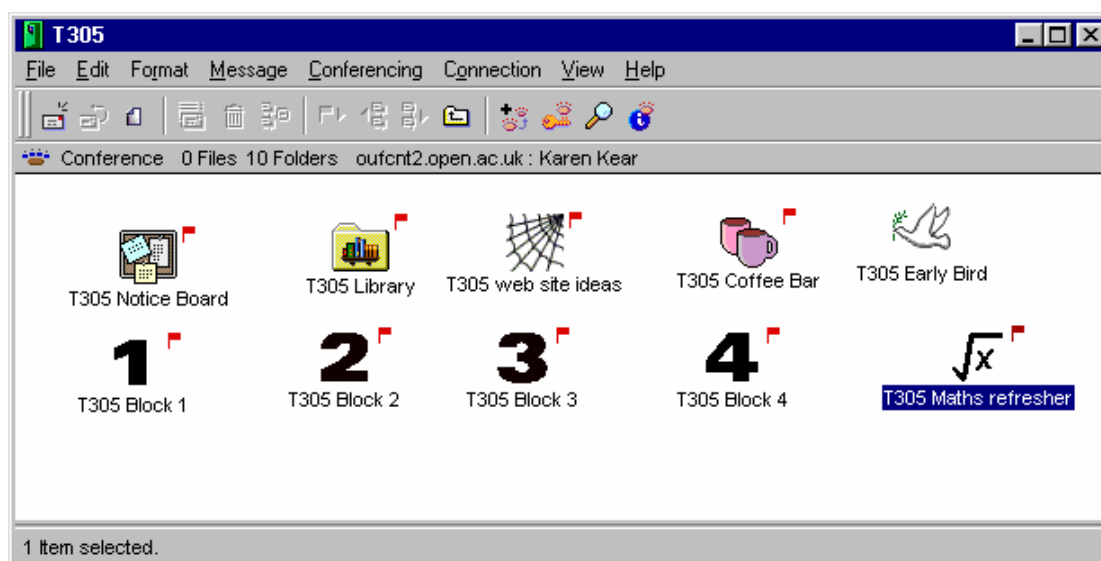 T305
File Edit Format Message Conferencing Connection View Help
Conference 0 Files 10 Folders oufcnt2.open.ac.uk : Karen Kear
T305 Notice Board T305 Library T305 web site ideas T305 Coffee Bar T305 Early Bird
1 2 3 4 √x
T305 Block 1 T305 Block 2 T305 Block 3 T305 Block 4 T305 Maths refresher
1 Item selected.